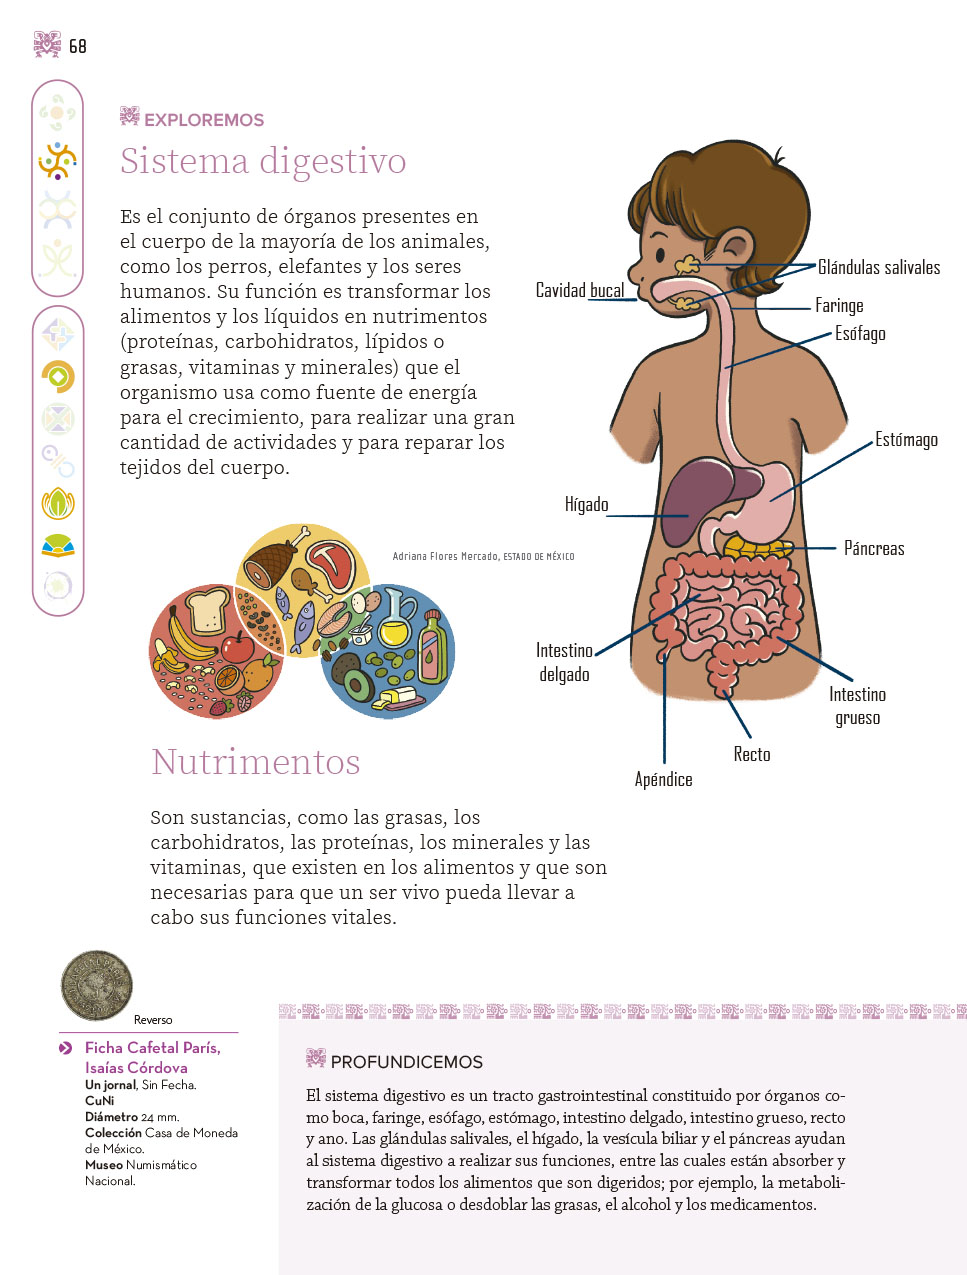 68
EXPLOREMOS
Sistema digestivo
Es el conjunto de órganos presentes en
el cuerpo de la mayoría de los animales,
como los perros, elefantes y los seres
humanos. Su función es transformar los
alimentos y los líquidos en nutrimentos
(proteínas, carbohidratos, lípidos o
grasas, vitaminas y minerales) que el
organismo usa como fuente de energía
para el crecimiento, para realizar una gran
cantidad de actividades y para reparar los
tejidos del cuerpo.
Cavidad bucal
Glándulas salivales
Faringe
Esófago
Estómago
Hígado
Páncreas
Intestino
delgado
Intestino
grueso
Recto
Apéndice
Adriana Flores Mercado, ESTADO DE MÉXICO
Nutrimentos
Son sustancias, como las grasas, los
carbohidratos, las proteínas, los minerales y las
vitaminas, que existen en los alimentos y que son
necesarias para que un ser vivo pueda llevar a
cabo sus funciones vitales.
Reverso
Ficha Cafetal París,
Isaías Córdova
Un jornal, Sin Fecha.
CuNi
Diámetro 24 mm.
Colección Casa de Moneda
de México.
Museo Numismático
Nacional.
PROFUNDICEMOS
El sistema digestivo es un tracto gastrointestinal constituido por órganos co-
mo boca, faringe, esófago, estómago, intestino delgado, intestino grueso, recto
y ano. Las glándulas salivales, el hígado, la vesícula biliar y el páncreas ayudan
al sistema digestivo a realizar sus funciones, entre las cuales están absorber y
transformar todos los alimentos que son digeridos; por ejemplo, la metaboli-
zación de la glucosa o desdoblar las grasas, el alcohol y los medicamentos.